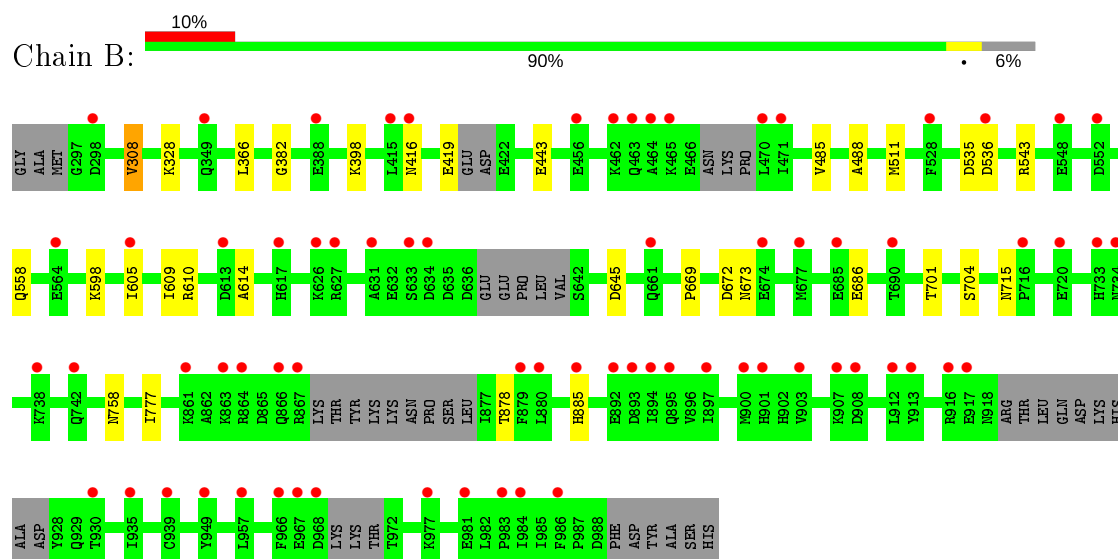 10%
Chain B:
90%
6%
GLY ALA MET G297 D298 V308 K328 Q349 L366 G382 E388 K398 L415 N416 E419 GLU ASP E422 E443 E456 K462 Q463 A464 K465 E466 ASN LYS PRO L470 I471 V485 A488 M511 F528 D535 D536 R543 E548 D552
Q558 E564 K598 I605 I609 R610 D613 A614 H617 K626 R627 A631 E632 S633 D634 D635 D636 GLU GLU PRO LEU VAL S642 D645 Q661 P669 D672 N673 E674 M677 E685 E686 T690 T701 S704 N715 P716 E720 H733 N734
K738 Q742 N758 I777 K861 A862 K863 R864 D865 Q866 R867 LYS THR TYR LYS LYS ASN PRO SER LEU I877 T878 F879 L880 H885 E892 D893 I894 Q895 V896 I897 M900 H901 H902 V903 K907 D908 L912 Y913 R916 E917 N918 ARG THR LEU GLN ASP LYS HIS
ALA ASP Y928 Q929 T930 I935 C939 Y949 L957 F966 E967 D968 LYS LYS THR T972 K977 E981 L982 P983 I984 I985 F986 P987 D988 PHE ASP TYR ALA SER HIS